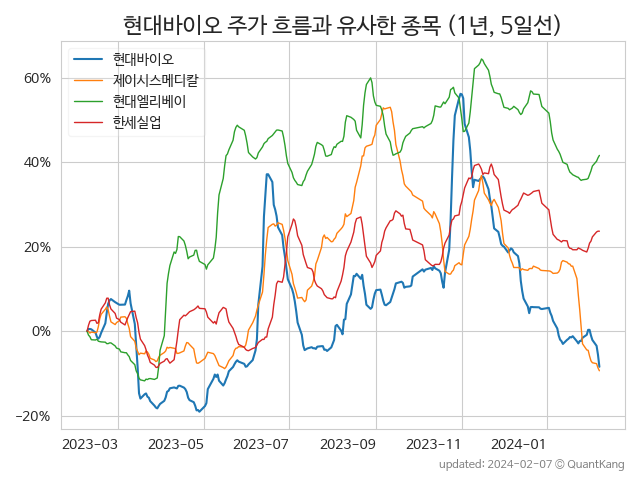 현대바이오 주가 흐름과 유사한 종목 (1년, 5일선)
현대바이오
제이시스메디칼
현대엘리베이
한세실업
60%
40%
20%
0%
−20%
2023-03 2023-05 2023-07 2023-09 2023-11 2024-01
updated: 2024-02-07 © QuantKang